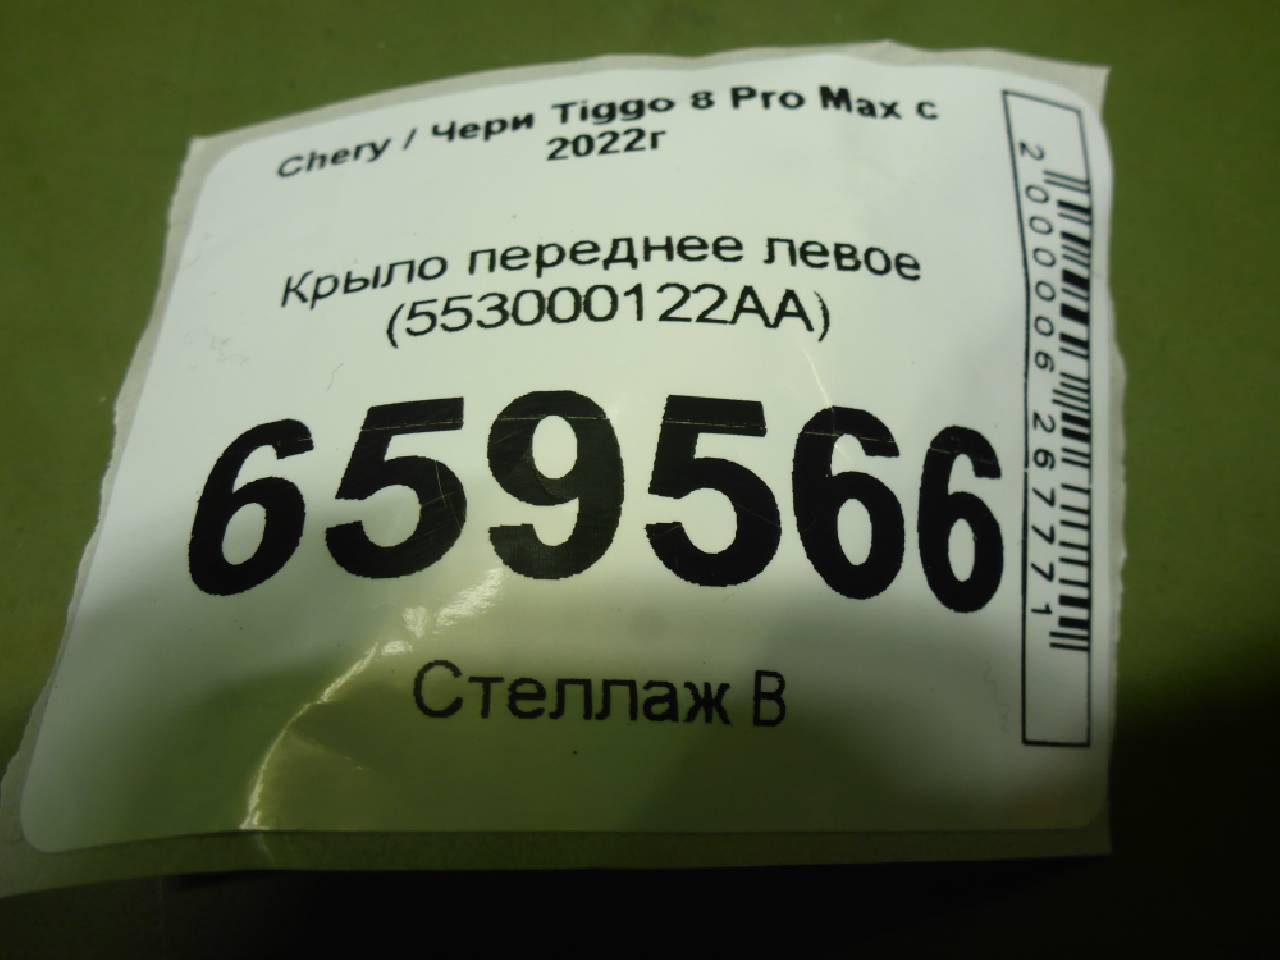 Chery / Чери Tiggo 8 Pro Max с
2022г
Крыло переднее левое
(553000122AA)
659566
Стеллаж В
2000006267771